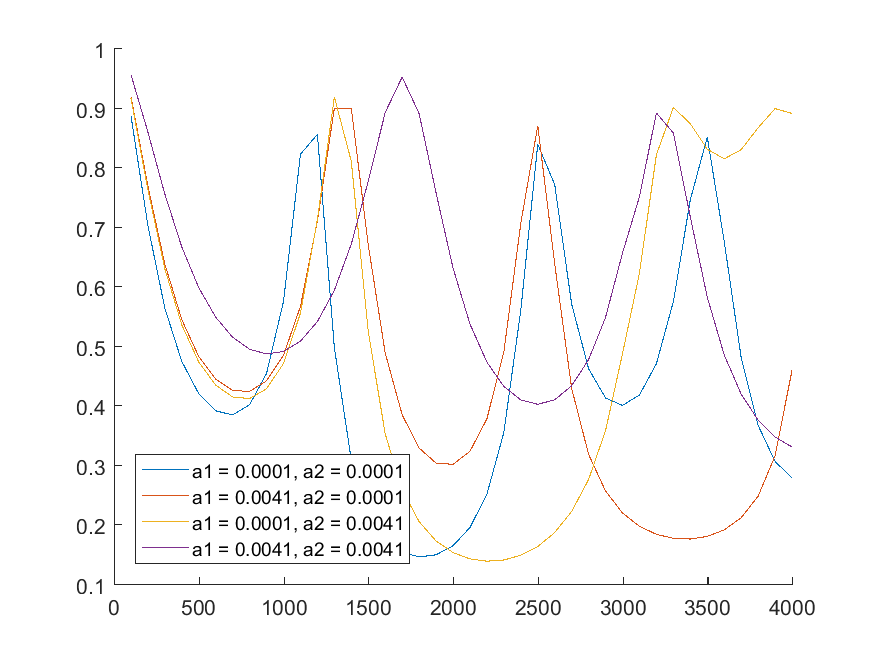 1
0.9
0.8
0.7
0.6
0.5
0.4
0.3
0.2
0.1
a1 = 0.0001, a2 = 0.0001
a1 = 0.0041, a2 = 0.0001
a1 = 0.0001, a2 = 0.0041
a1 = 0.0041, a2 = 0.0041
0 500 1000 1500 2000 2500 3000 3500 4000